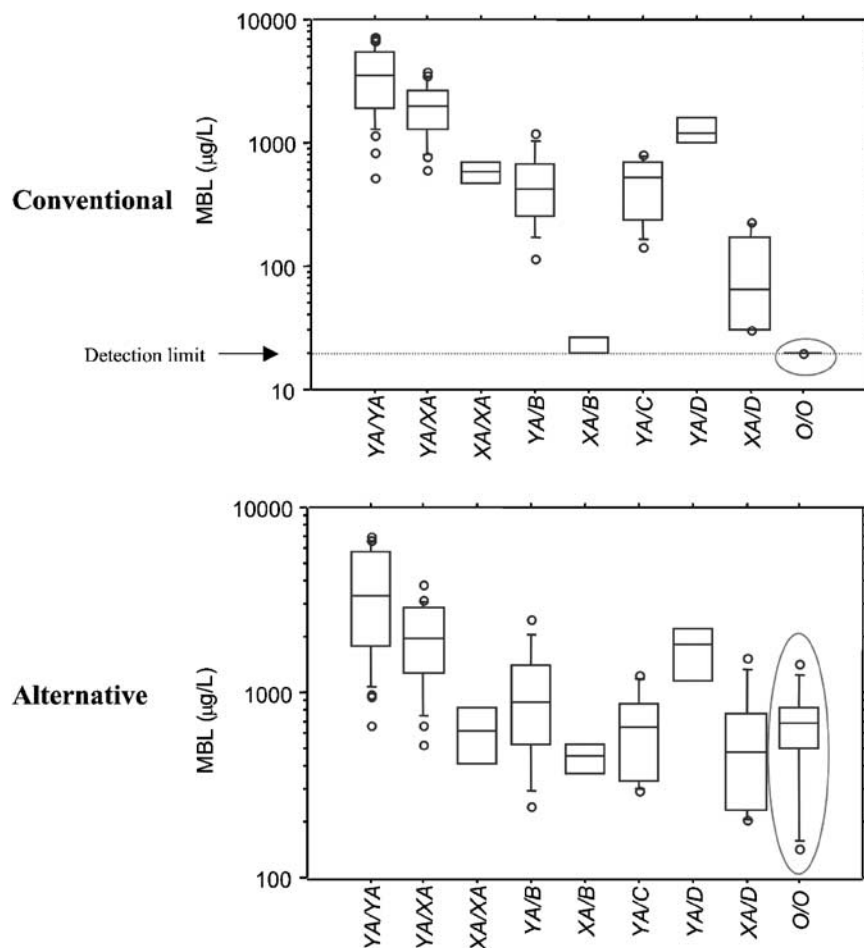 10000
1000
100
10
MBL (µg/L)
Conventional
Detection limit
YA/YA
YA/XA
XA/XA
YA/B
XA/B
YA/C
YA/D
XA/D
O/O
10000
1000
100
MBL (µg/L)
Alternative
YA/YA
YA/XA
XA/XA
YA/B
XA/B
YA/C
YA/D
XA/D
O/O